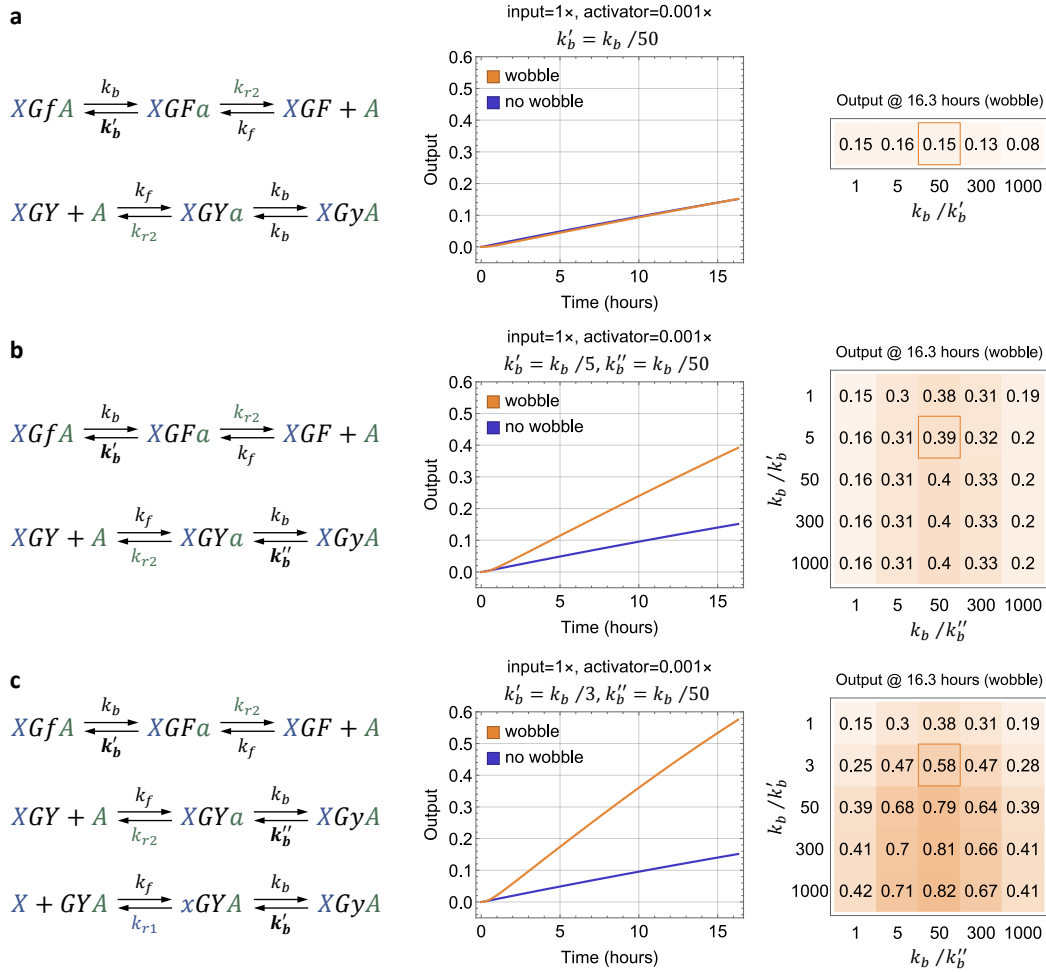 a
XGfA k_b k'_b XGFa k_r2 k_f XGF + A
XGY + A k_f k_r2 XGYa k_b k_b XGyA
input=1×, activator=0.001×
k'_b = k_b /50
wobble
no wobble
Output
0.6
0.5
0.4
0.3
0.2
0.1
0.0
0 5 10 15
Time (hours)
Output @ 16.3 hours (wobble)
0.15 0.16 0.15 0.13 0.08
1 5 50 300 1000
k_b /k'_b
b
XGfA k_b k'_b XGFa k_r2 k_f XGF + A
XGY + A k_f k_r2 XGYa k_b k''_b XGyA
input=1×, activator=0.001×
k'_b = k_b /5, k''_b = k_b /50
wobble
no wobble
Output
0.6
0.5
0.4
0.3
0.2
0.1
0.0
0 5 10 15
Time (hours)
Output @ 16.3 hours (wobble)
k_b /k'_b
1 0.15 0.3 0.38 0.31 0.19
5 0.16 0.31 0.39 0.32 0.2
50 0.16 0.31 0.4 0.33 0.2
300 0.16 0.31 0.4 0.33 0.2
1000 0.16 0.31 0.4 0.33 0.2
1 5 50 300 1000
k_b /k''_b
c
XGfA k_b k'_b XGFa k_r2 k_f XGF + A
XGY + A k_f k_r2 XGYa k_b k''_b XGyA
X + GYA k_f k_r1 xGYA k_b k'_b XGyA
input=1×, activator=0.001×
k'_b = k_b /3, k''_b = k_b /50
wobble
no wobble
Output
0.6
0.5
0.4
0.3
0.2
0.1
0.0
0 5 10 15
Time (hours)
Output @ 16.3 hours (wobble)
k_b /k'_b
1 0.15 0.3 0.38 0.31 0.19
3 0.25 0.47 0.58 0.47 0.28
50 0.39 0.68 0.79 0.64 0.39
300 0.41 0.7 0.81 0.66 0.41
1000 0.42 0.71 0.82 0.67 0.41
1 5 50 300 1000
k_b /k''_b